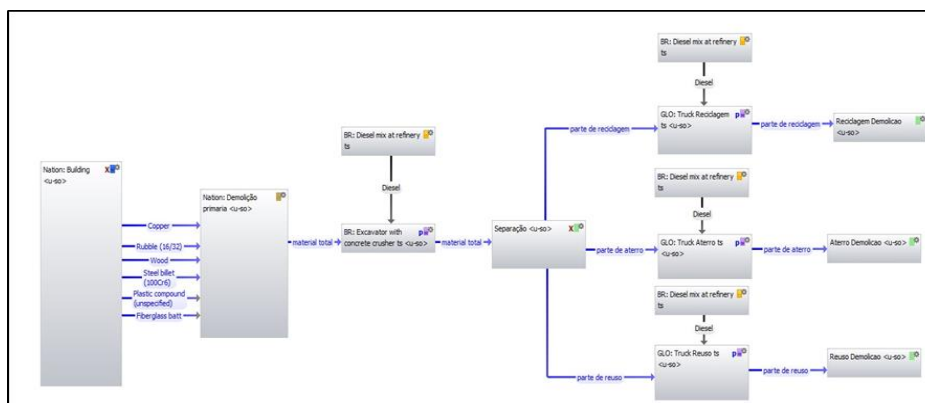 Nation: Building
<u-so>
Copper
Rubble (16/32)
Wood
Steel billet
(100Cr6)
Plastic compound
(unspecified)
Fiberglass batt
Nation: Demolição
primaria <u-so>
material total
BR: Diesel mix at refinery
ts
Diesel
BR: Excavator with
concrete crusher ts <u-so>
material total
Separação <u-so>
parte de reciclagem
parte de aterro
parte de reuso
BR: Diesel mix at refinery
ts
Diesel
GLO: Truck Reciclagem
ts <u-so>
parte de reciclagem
Reciclagem Demolicao
<u-so>
BR: Diesel mix at refinery
ts
Diesel
GLO: Truck Aterro ts
<u-so>
parte de aterro
Aterro Demolicao <u-so>
BR: Diesel mix at refinery
ts
Diesel
GLO: Truck Reuso ts
<u-so>
parte de reuso
Reuso Demolicao <u-so>